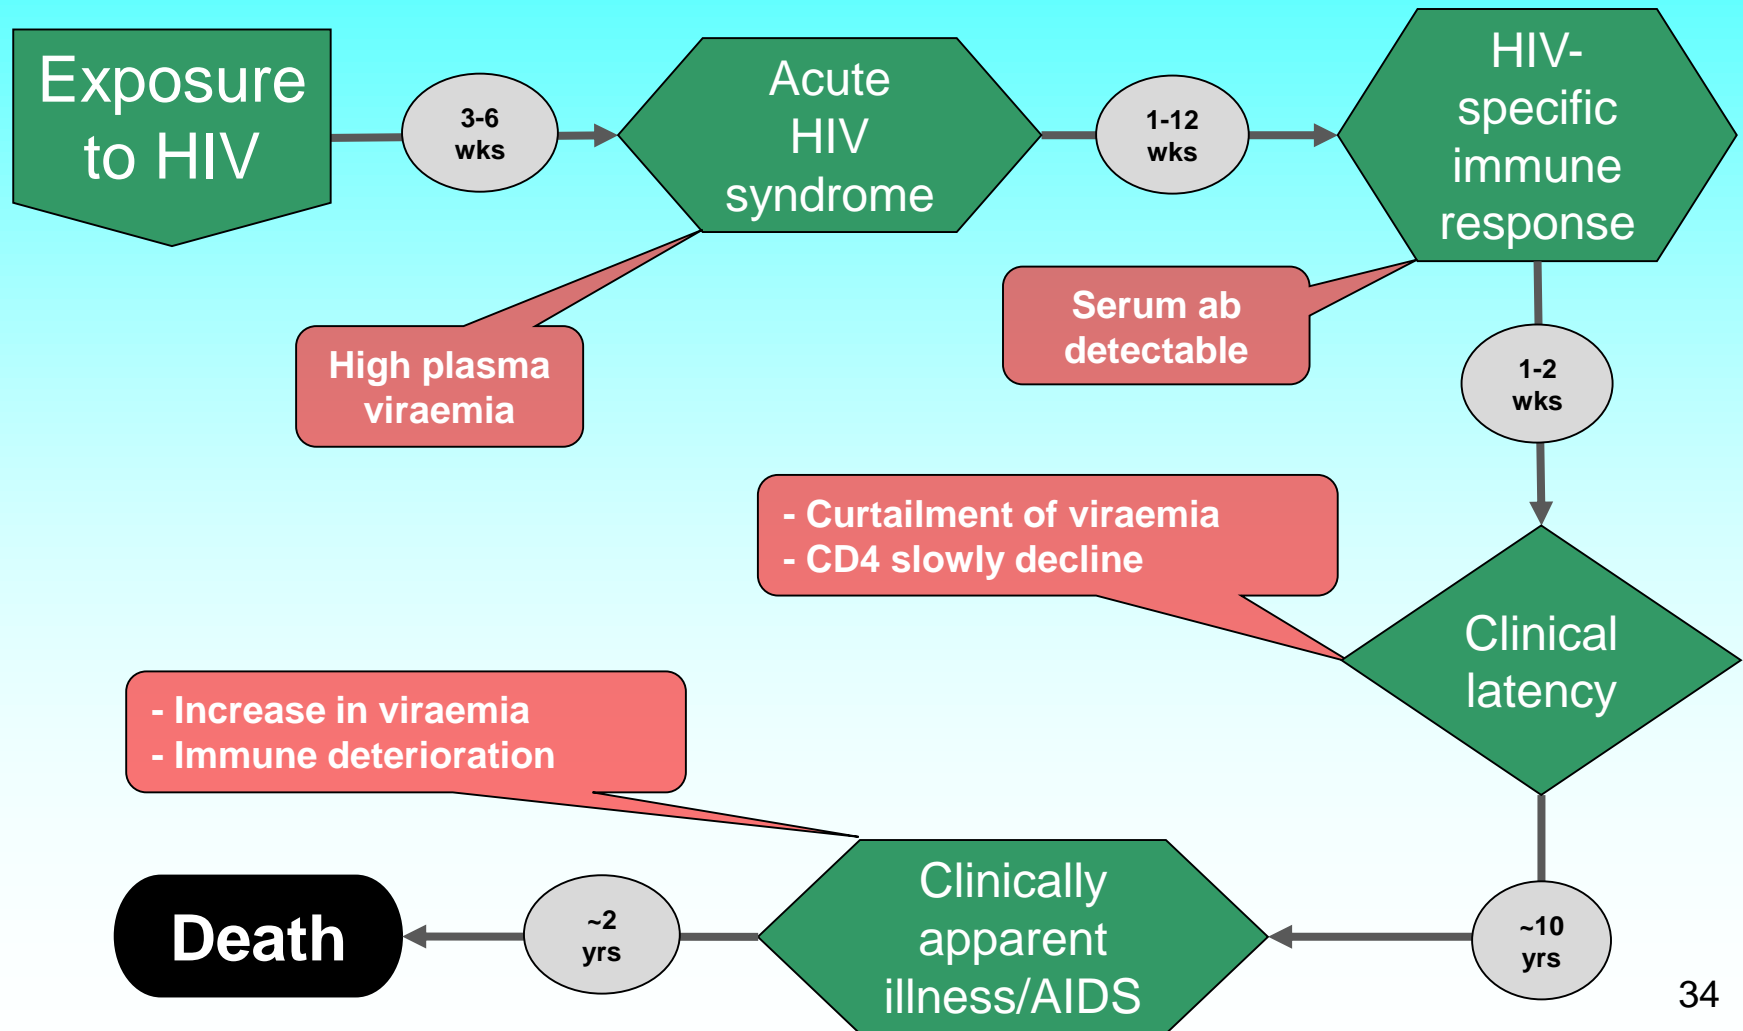 Exposure
to HIV
3-6
wks
Acute
HIV
syndrome
1-12
wks
HIV-
specific
immune
response
High plasma
viraemia
Serum ab
detectable
1-2
wks
- Curtailment of viraemia
- CD4 slowly decline
Clinical
latency
- Increase in viraemia
- Immune deterioration
~10
yrs
Clinically
apparent
illness/AIDS
~2
yrs
Death
34